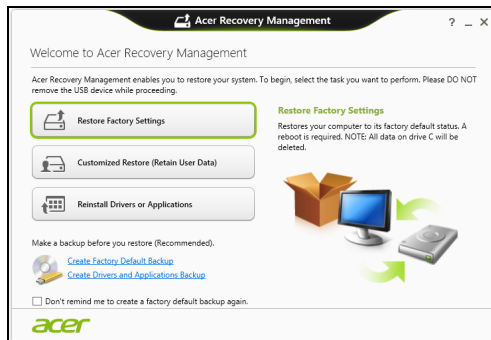 Acer Recovery Management
? _ ×
Welcome to Acer Recovery Management
Acer Recovery Management enables you to restore your system. To begin, select the task you want to perform. Please DO NOT
remove the USB device while proceeding.
Restore Factory Settings
Restore Factory Settings
Restores your computer to its factory default status. A
reboot is required. NOTE: All data on drive C will be
deleted.
Customized Restore (Retain User Data)
Reinstall Drivers or Applications
Make a backup before you restore (Recommended).
Create Factory Default Backup
Create Drivers and Applications Backup
Don't remind me to create a factory default backup again.
acer